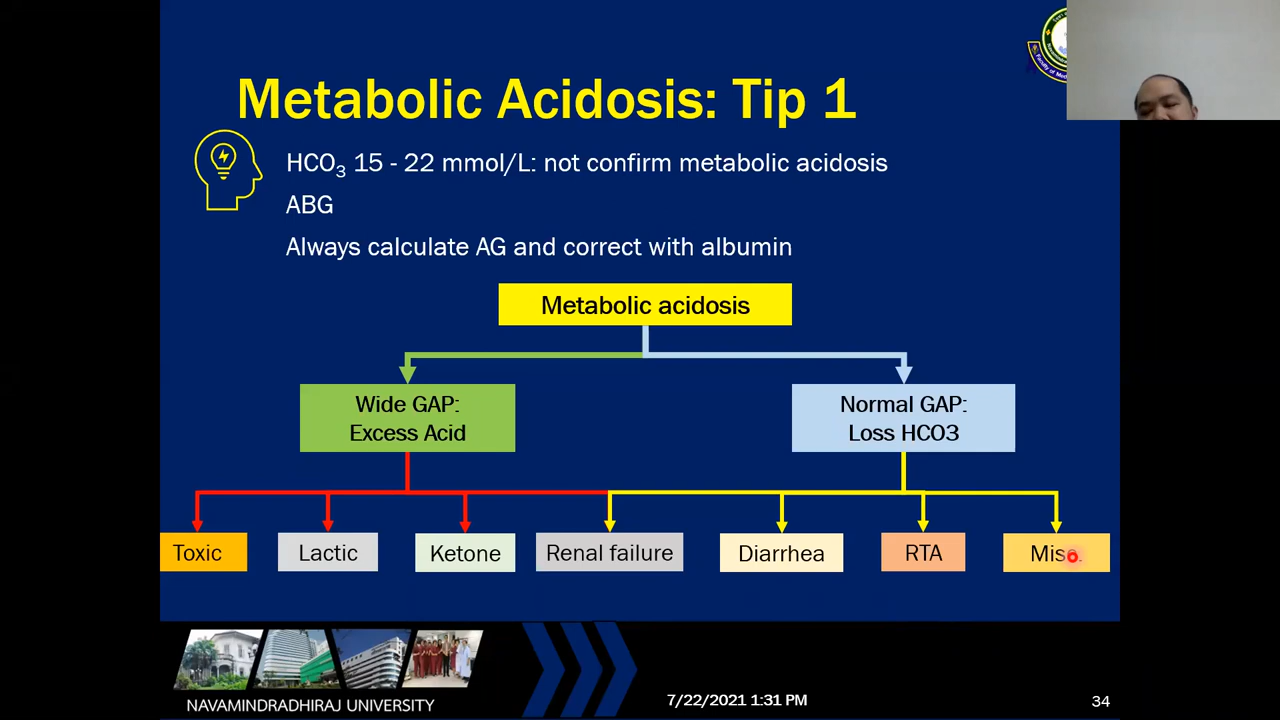 Metabolic Acidosis: Tip 1
HCO3 15 - 22 mmol/L: not confirm metabolic acidosis
ABG
Always calculate AG and correct with albumin
Metabolic acidosis
Wide GAP:
Excess Acid
Normal GAP:
Loss HCO3
Toxic
Lactic
Ketone
Renal failure
Diarrhea
RTA
NAVAMINDRADHIRAJ UNIVERSITY
7/22/2021 1:31 PM
34